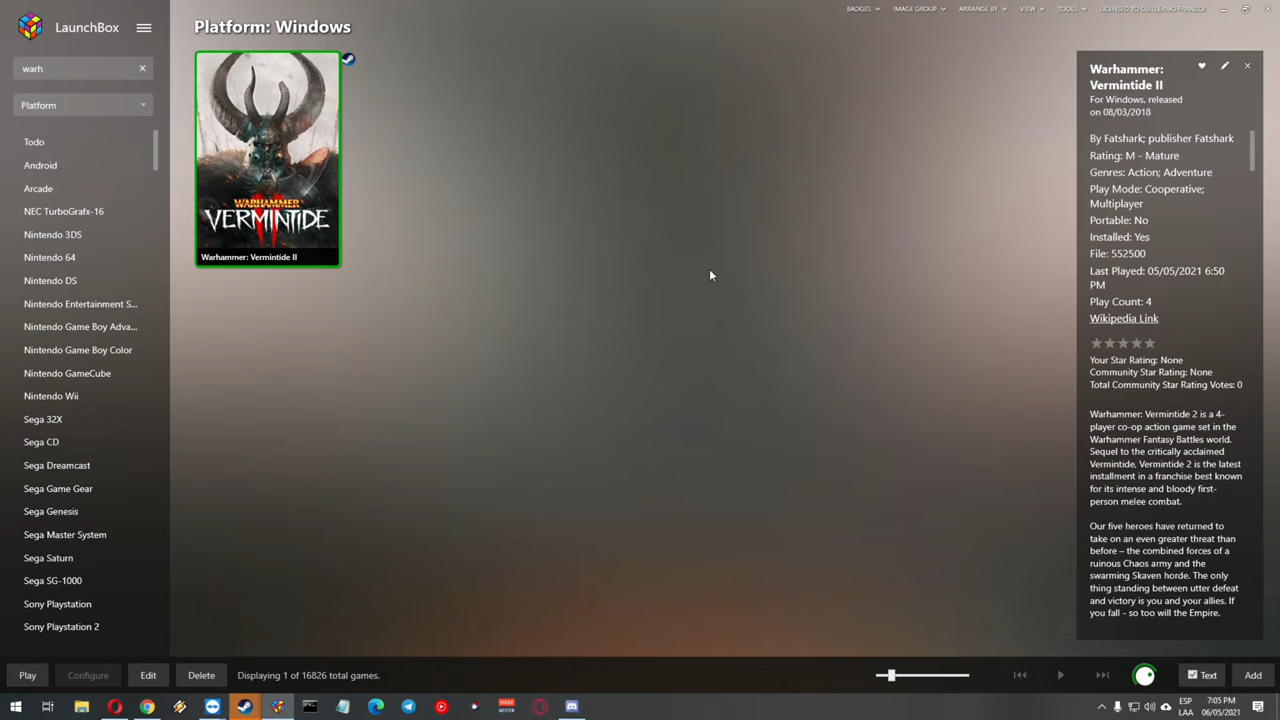 LaunchBox
Platform: Windows
BADGES
IMAGE GROUP
ARRANGE BY
VIEW
TOOLS
LICENSED TO GUILLERMO FRANZOI
warh
Platform
Todo
Android
Arcade
NEC TurboGrafx-16
Nintendo 3DS
Nintendo 64
Nintendo DS
Nintendo Entertainment S...
Nintendo Game Boy Adva...
Nintendo Game Boy Color
Nintendo GameCube
Nintendo Wii
Sega 32X
Sega CD
Sega Dreamcast
Sega Game Gear
Sega Genesis
Sega Master System
Sega Saturn
Sega SG-1000
Sony Playstation
Sony Playstation 2
WARHAMMER
VERMINTIDE
II
Warhammer: Vermintide II
Warhammer:
Vermintide II
For Windows, released
on 08/03/2018
By Fatshark; publisher Fatshark
Rating: M - Mature
Genres: Action; Adventure
Play Mode: Cooperative;
Multiplayer
Portable: No
Installed: Yes
File: 552500
Last Played: 05/05/2021 6:50
PM
Play Count: 4
Wikipedia Link
Your Star Rating: None
Community Star Rating: None
Total Community Star Rating Votes: 0
Warhammer: Vermintide 2 is a 4-
player co-op action game set in the
Warhammer Fantasy Battles world.
Sequel to the critically acclaimed
Vermintide, Vermintide 2 is the latest
installment in a franchise best known
for its intense and bloody first-
person melee combat.
Our five heroes have returned to
take on an even greater threat than
before – the combined forces of a
ruinous Chaos army and the
swarming Skaven horde. The only
thing standing between utter defeat
and victory is you and your allies. If
you fall - so too will the Empire.
Play
Configure
Edit
Delete
Displaying 1 of 16826 total games.
Text
Add
VOICE
MEETER
ESP
LAA
7:05 PM
06/05/2021